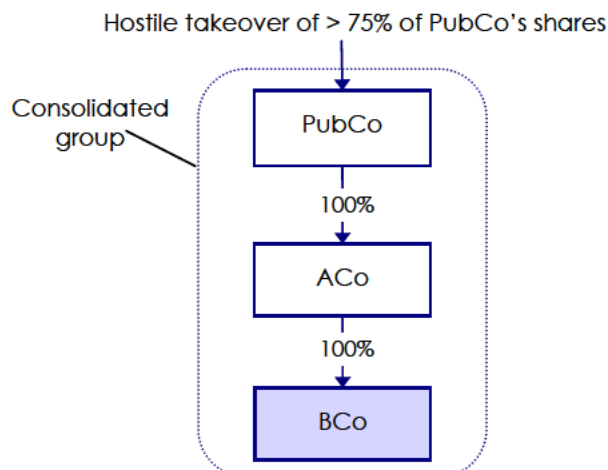 Hostile takeover of > 75% of PubCo's shares
Consolidated
group
PubCo
100%
ACo
100%
BCo